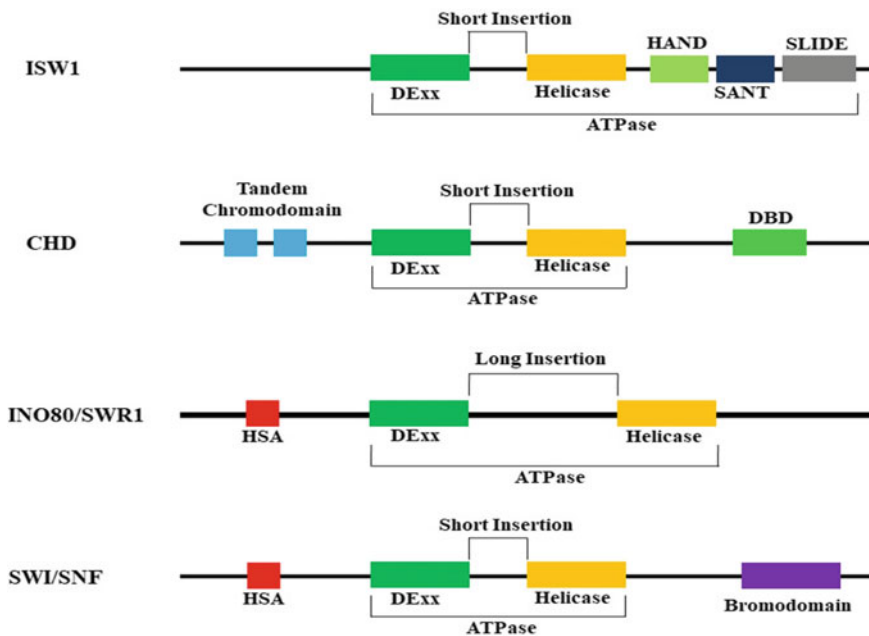 Short Insertion
HAND
SLIDE
ISW1
DExx
Helicase
SANT
ATPase
Tandem
Chromodomain
Short Insertion
DBD
CHD
DExx
Helicase
ATPase
Long Insertion
INO80/SWR1
HSA
DExx
Helicase
ATPase
Short Insertion
SWI/SNF
HSA
DExx
Helicase
Bromodomain
ATPase